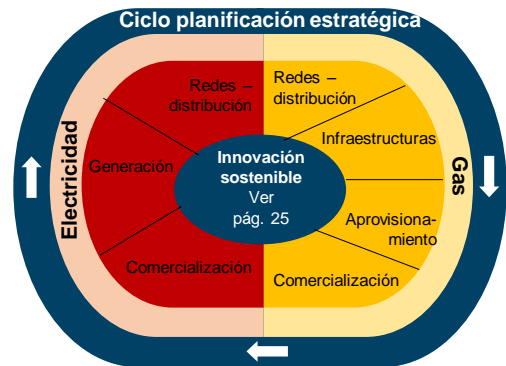 Ciclo planificación estratégica
Electricidad
Redes –
distribución
Generación
Comercialización
Innovación
sostenible
Ver
pág. 25
Redes –
distribución
Infraestructuras
Aprovisiona-
miento
Comercialización
Gas